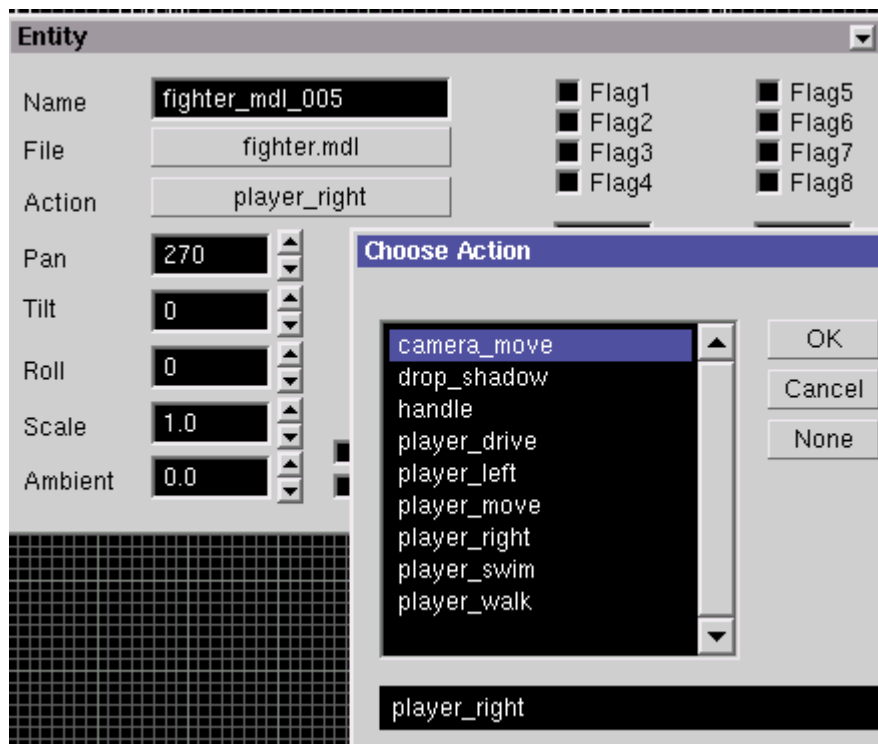 Entity
Name fighter_mdl_005
File fighter.mdl
Action player_right
Pan 270
Tilt 0
Roll 0
Scale 1.0
Ambient 0.0
Flag1 Flag5
Flag2 Flag6
Flag3 Flag7
Flag4 Flag8
Choose Action
camera_move
drop_shadow
handle
player_drive
player_left
player_move
player_right
player_swim
player_walk
OK
Cancel
None
player_right